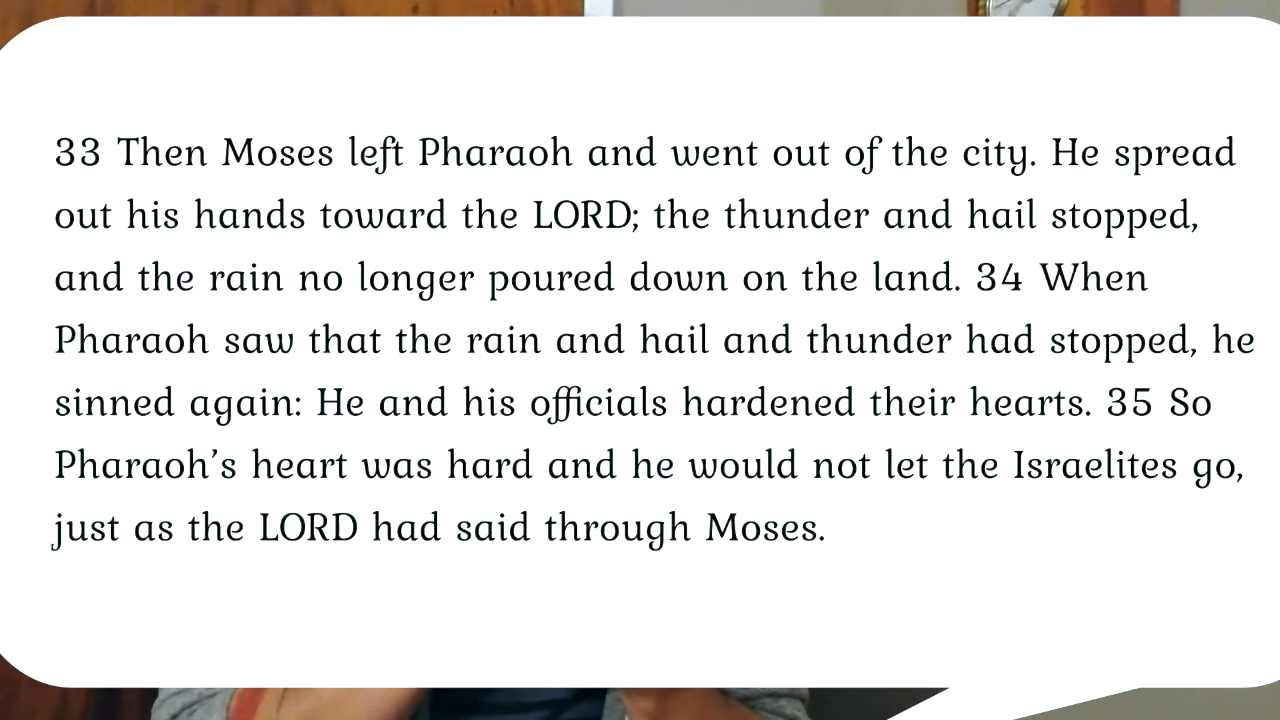 33 Then Moses left Pharaoh and went out of the city. He spread
out his hands toward the LORD; the thunder and hail stopped,
and the rain no longer poured down on the land. 34 When
Pharaoh saw that the rain and hail and thunder had stopped, he
sinned again: He and his officials hardened their hearts. 35 So
Pharaoh’s heart was hard and he would not let the Israelites go,
just as the LORD had said through Moses.